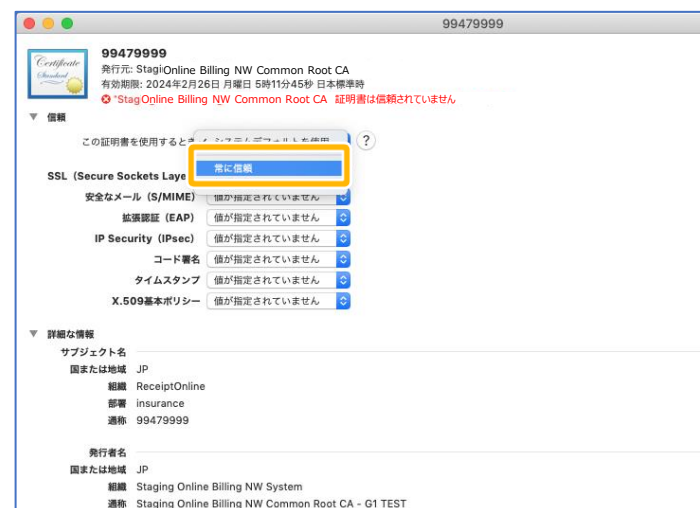 99479999
Certificate
Standard
99479999
発行元: StagiOnline Billing NW Common Root CA
有効期限: 2024年2月26日 月曜日 5時11分45秒 日本標準時
"StagOnline Billing NW Common Root CA 証明書は信頼されていません
信頼
この証明書を使用するとき システムデフォルトを使用 ?
常に信頼
SSL (Secure Sockets Laye
安全なメール (S/MIME) 値が指定されていません
拡張認証 (EAP) 値が指定されていません
IP Security (IPsec) 値が指定されていません
コード署名 値が指定されていません
タイムスタンプ 値が指定されていません
X.509基本ポリシー 値が指定されていません
詳細な情報
サブジェクト名
国または地域 JP
組織 ReceiptOnline
部署 insurance
通称 99479999
発行者名
国または地域 JP
組織 Staging Online Billing NW System
通称 Staging Online Billing NW Common Root CA - G1 TEST